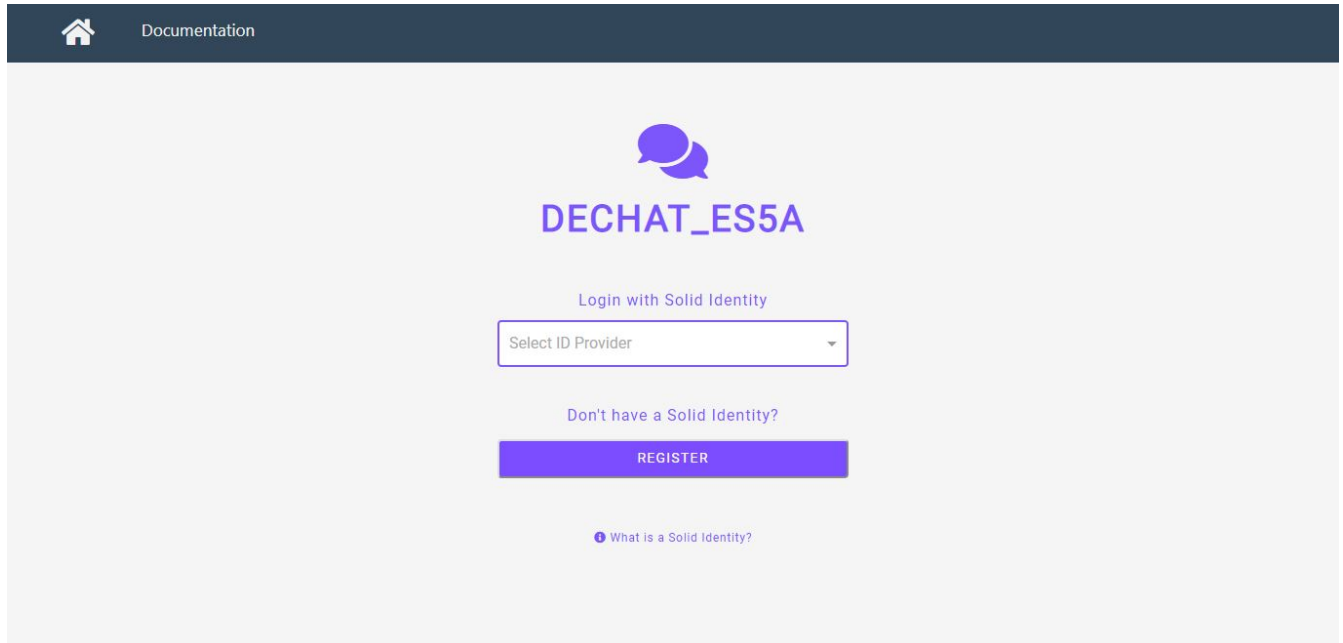 Documentation
DECHAT_ES5A
Login with Solid Identity
Select ID Provider
Don't have a Solid Identity?
REGISTER
What is a Solid Identity?